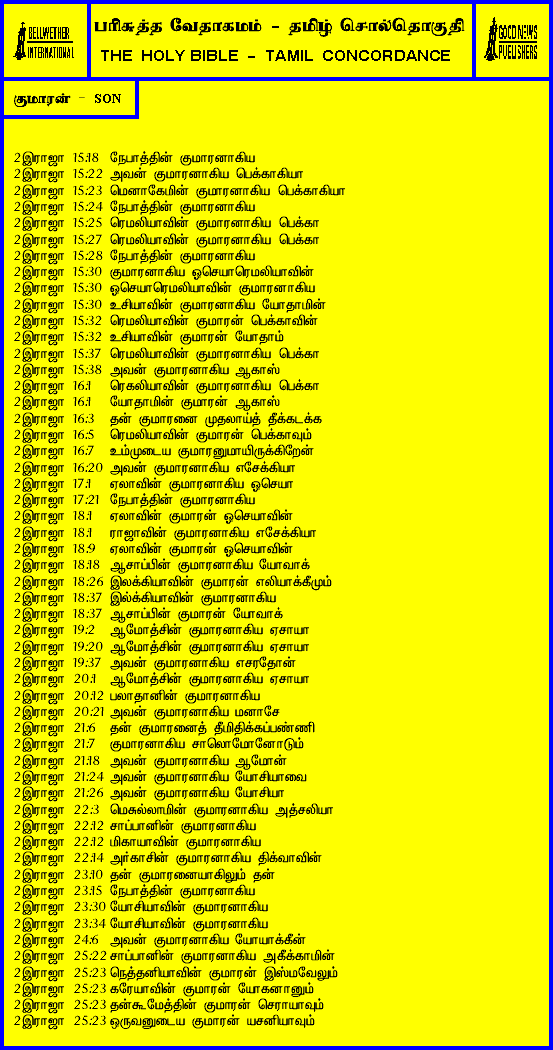 BELLWETHER
INTERNATIONAL
பரிசுத்த வேதாகமம் - தமிழ் சொல்தொகுதி
THE HOLY BIBLE - TAMIL CONCORDANCE
GOOD NEWS
PUBLISHERS
குமாரன் - SON
2இராஜா 15:18 நேபாத்தின் குமாரனாகிய
2இராஜா 15:22 அவன் குமாரனாகிய பெக்காகியா
2இராஜா 15:23 மெனாகேமின் குமாரனாகிய பெக்காகியா
2இராஜா 15:24 நேபாத்தின் குமாரனாகிய
2இராஜா 15:25 ரெமலியாவின் குமாரனாகிய பெக்கா
2இராஜா 15:27 ரெமலியாவின் குமாரனாகிய பெக்கா
2இராஜா 15:28 நேபாத்தின் குமாரனாகிய
2இராஜா 15:30 குமாரனாகிய ஓசெயாரெமலியாவின்
2இராஜா 15:30 ஓசெயாரெமலியாவின் குமாரனாகிய
2இராஜா 15:30 உசியாவின் குமாரனாகிய யோதாமின்
2இராஜா 15:32 ரெமலியாவின் குமாரன் பெக்காவின்
2இராஜா 15:32 உசியாவின் குமாரன் யோதாம்
2இராஜா 15:37 ரெமலியாவின் குமாரனாகிய பெக்கா
2இராஜா 15:38 அவன் குமாரனாகிய ஆகாஸ்
2இராஜா 16:1 ரெகலியாவின் குமாரனாகிய பெக்கா
2இராஜா 16:1 யோதாமின் குமாரன் ஆகாஸ்
2இராஜா 16:3 தன் குமாரனை முதலாய்த் தீக்கடக்க
2இராஜா 16:5 ரெமலியாவின் குமாரன் பெக்காவும்
2இராஜா 16:7 உம்முடைய குமாரனுமாயிருக்கிறேன்
2இராஜா 16:20 அவன் குமாரனாகிய எசேக்கியா
2இராஜா 17:1 ஏலாவின் குமாரனாகிய ஓசெயா
2இராஜா 17:21 நேபாத்தின் குமாரனாகிய
2இராஜா 18:1 ஏலாவின் குமாரன் ஓசெயாவின்
2இராஜா 18:1 ராஜாவின் குமாரனாகிய எசேக்கியா
2இராஜா 18:9 ஏலாவின் குமாரன் ஓசெயாவின்
2இராஜா 18:18 ஆசாப்பின் குமாரனாகிய யோவாக்
2இராஜா 18:26 இலக்கியாவின் குமாரன் எலியாக்கீமும்
2இராஜா 18:37 இல்க்கியாவின் குமாரனாகிய
2இராஜா 18:37 ஆசாப்பின் குமாரன் யோவாக்
2இராஜா 19:2 ஆமோத்சின் குமாரனாகிய ஏசாயா
2இராஜா 19:20 ஆமோத்சின் குமாரனாகிய ஏசாயா
2இராஜா 19:37 அவன் குமாரனாகிய எசரதோன்
2இராஜா 20:1 ஆமோத்சின் குமாரனாகிய ஏசாயா
2இராஜா 20:12 பலாதானின் குமாரனாகிய
2இராஜா 20:21 அவன் குமாரனாகிய மனாசே
2இராஜா 21:6 தன் குமாரனைத் தீமிதிக்கப்பண்ணி
2இராஜா 21:7 குமாரனாகிய சாலொமோனோடும்
2இராஜா 21:18 அவன் குமாரனாகிய ஆமோன்
2இராஜா 21:24 அவன் குமாரனாகிய யோசியாவை
2இராஜா 21:26 அவன் குமாரனாகிய யோசியா
2இராஜா 22:3 மெசுல்லாமின் குமாரனாகிய அத்சலியா
2இராஜா 22:12 சாப்பானின் குமாரனாகிய
2இராஜா 22:12 மிகாயாவின் குமாரனாகிய
2இராஜா 22:14 அர்காசின் குமாரனாகிய திக்வாவின்
2இராஜா 23:10 தன் குமாரனையாகிலும் தன்
2இராஜா 23:15 நேபாத்தின் குமாரனாகிய
2இராஜா 23:30 யோசியாவின் குமாரனாகிய
2இராஜா 23:34 யோசியாவின் குமாரனாகிய
2இராஜா 24:6 அவன் குமாரனாகிய யோயாக்கீன்
2இராஜா 25:22 சாப்பானின் குமாரனாகிய அகீக்காமின்
2இராஜா 25:23 நெத்தனியாவின் குமாரன் இஸ்மவேலும்
2இராஜா 25:23 கரேயாவின் குமாரன் யோகனானும்
2இராஜா 25:23 தன்கூமேத்தின் குமாரன் செராயாவும்
2இராஜா 25:23 ஒருவனுடைய குமாரன் யசனியாவும்